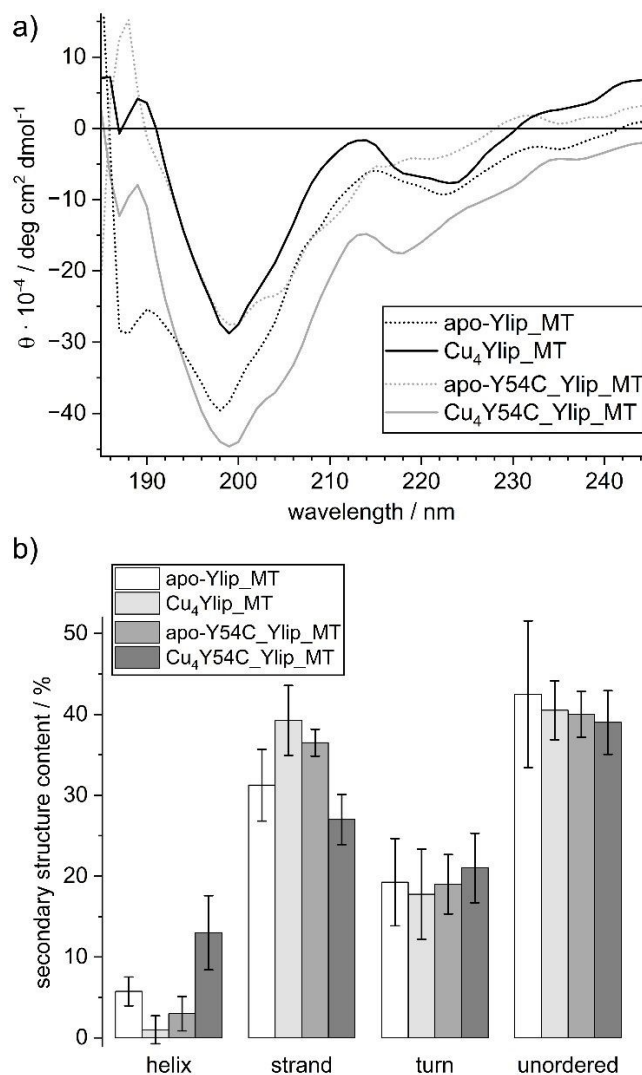 a)
10
0
−10
−20
−30
−40
θ · 10⁻⁴ / deg cm² dmol⁻¹
apo-Ylip_MT
Cu₄Ylip_MT
apo-Y54C_Ylip_MT
Cu₄Y54C_Ylip_MT
190 200 210 220 230 240
wavelength / nm
b)
apo-Ylip_MT
Cu₄Ylip_MT
apo-Y54C_Ylip_MT
Cu₄Y54C_Ylip_MT
50
40
30
20
10
0
secondary structure content / %
helix strand turn unordered